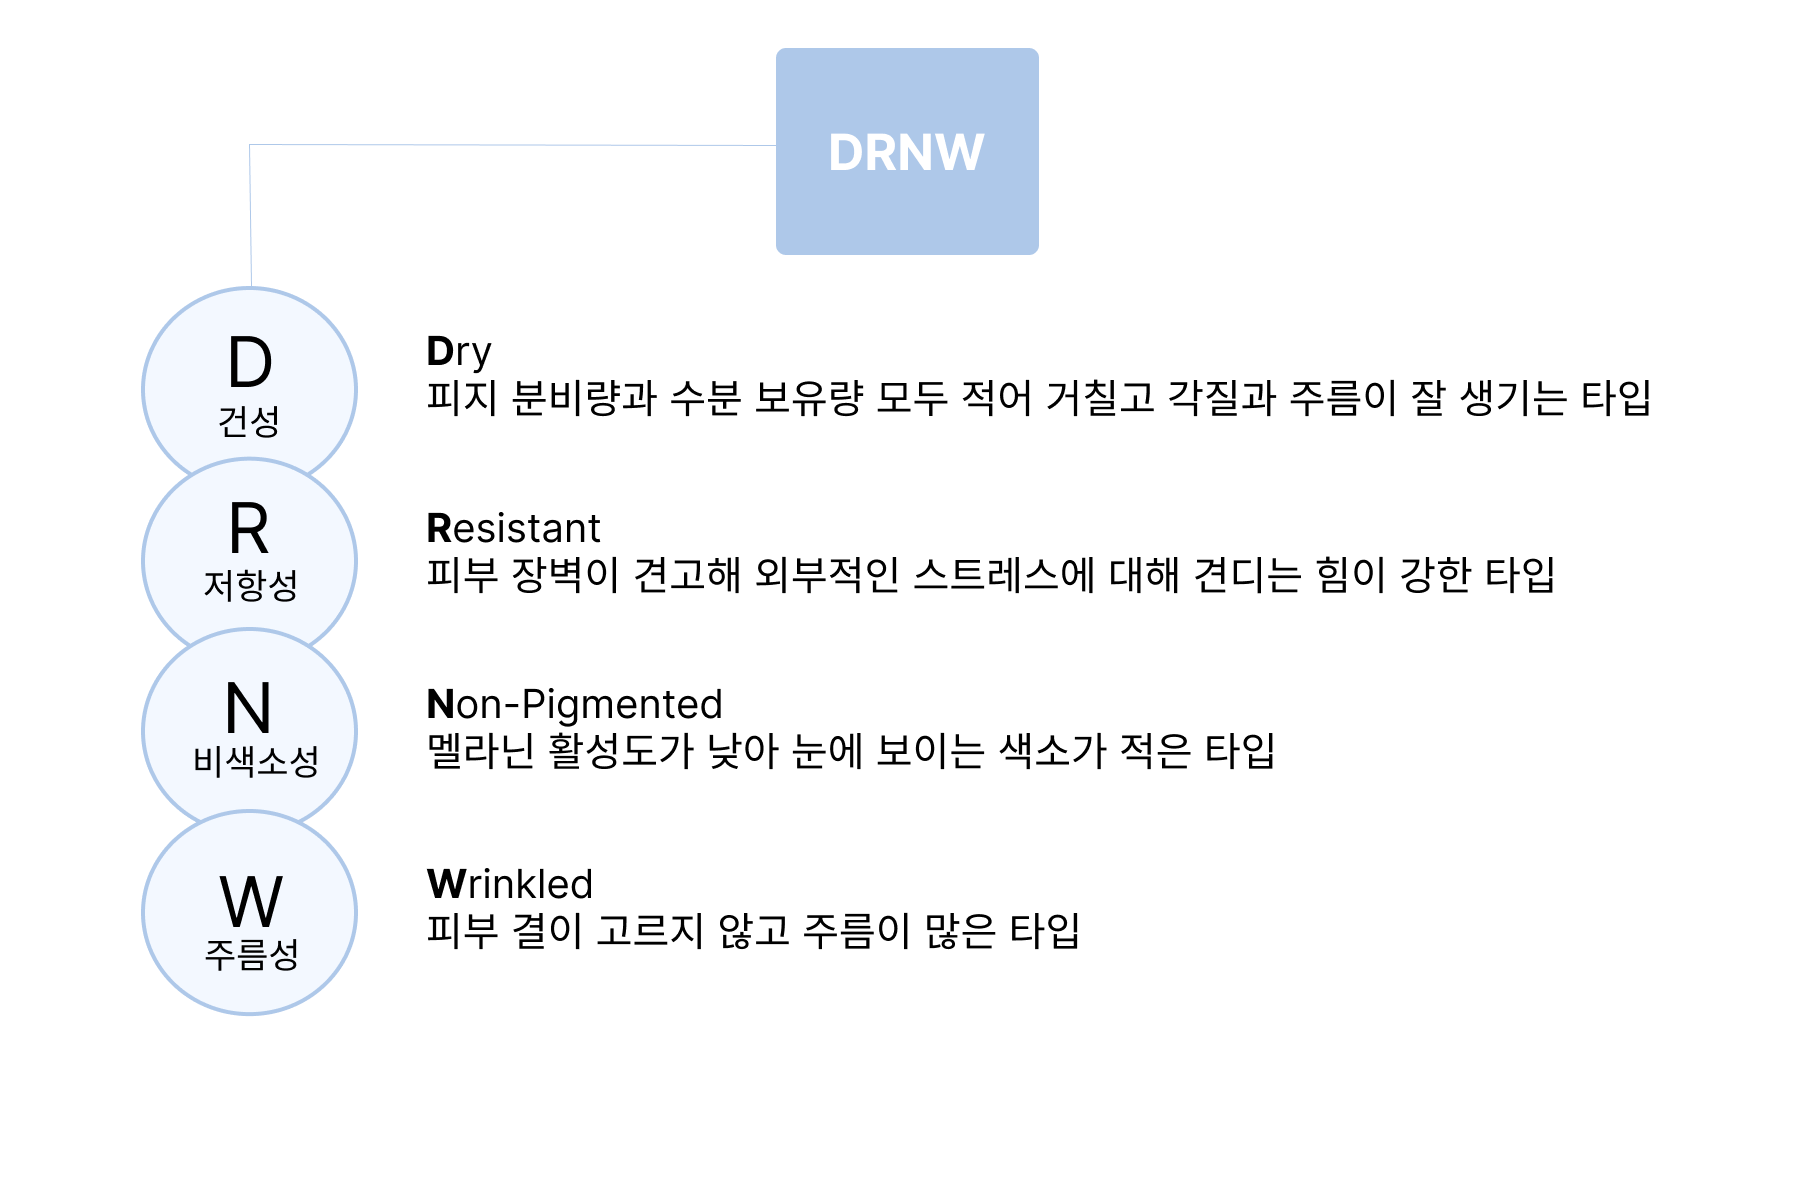 DRNW
D
건성
Dry
피지 분비량과 수분 보유량 모두 적어 거칠고 각질과 주름이 잘 생기는 타입
R
저항성
Resistant
피부 장벽이 견고해 외부적인 스트레스에 대해 견디는 힘이 강한 타입
N
비색소성
Non-Pigmented
멜라닌 활성도가 낮아 눈에 보이는 색소가 적은 타입
W
주름성
Wrinkled
피부 결이 고르지 않고 주름이 많은 타입